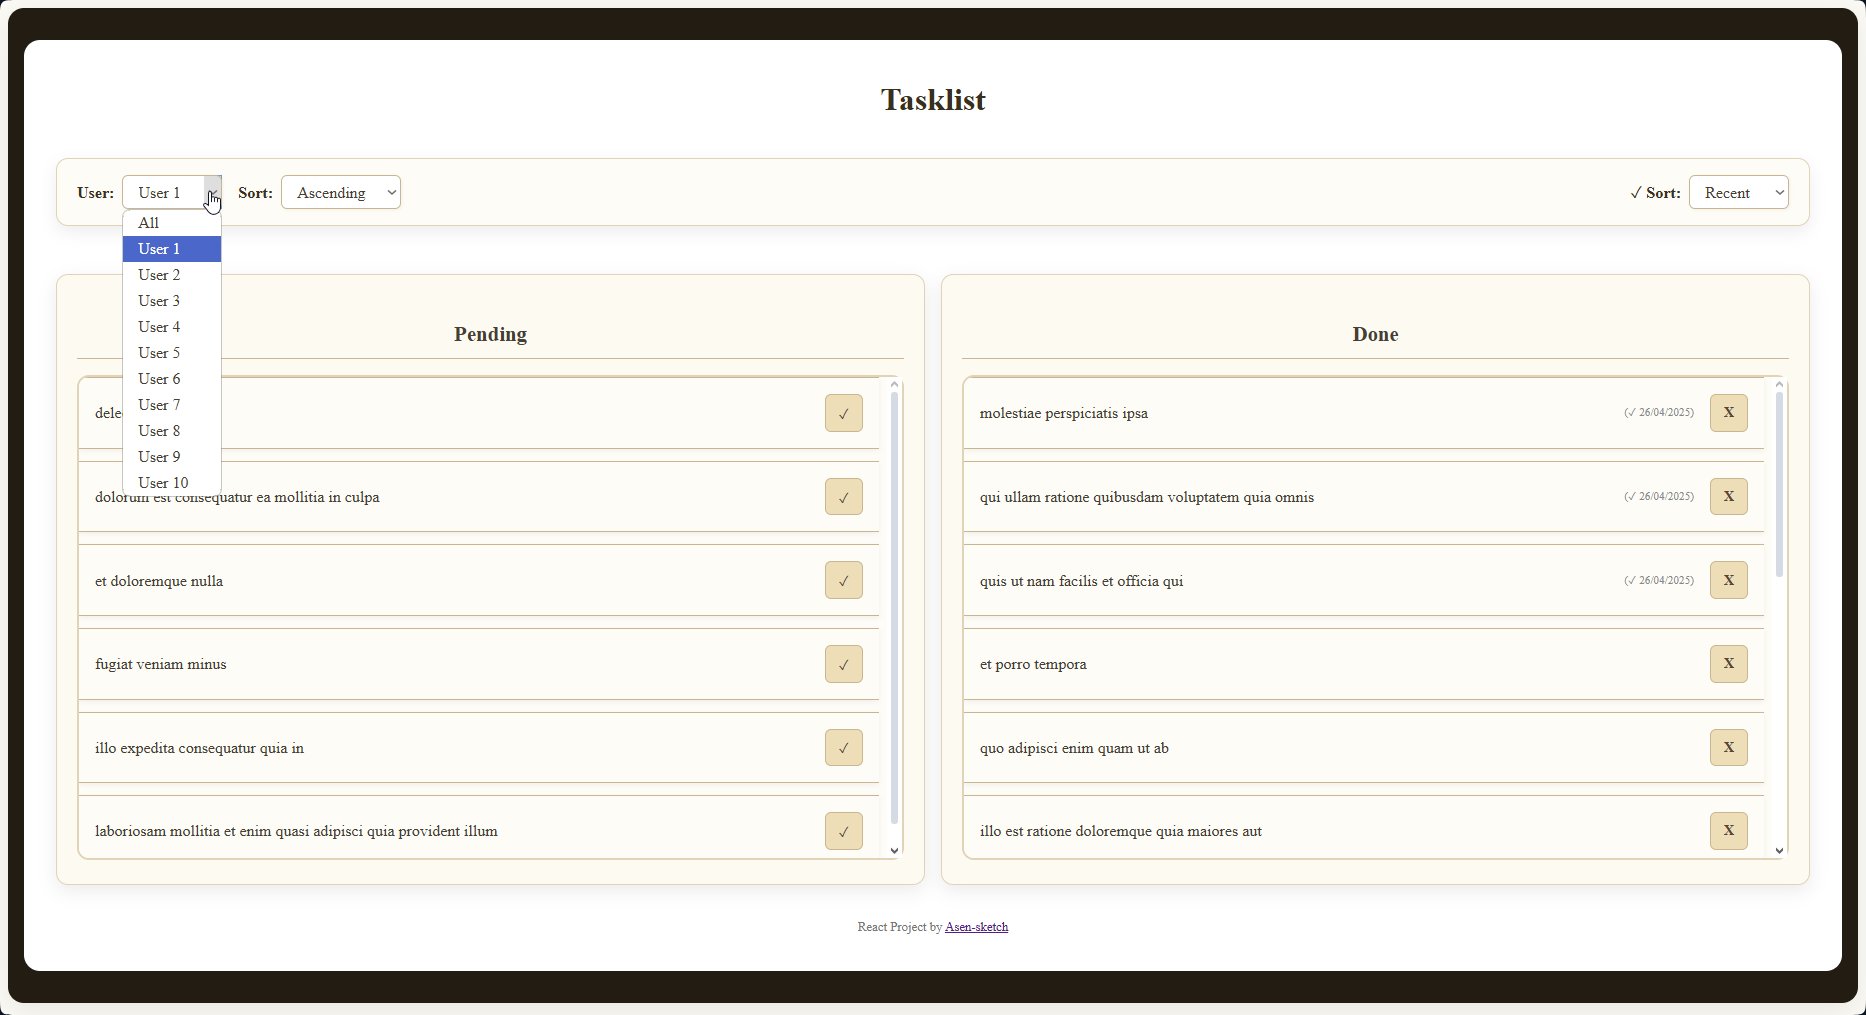 Tasklist
User: User 1 Sort: Ascending ✓ Sort: Recent
All
User 1
User 2
User 3
User 4
User 5
User 6
User 7
User 8
User 9
User 10
Pending
✓
dolorum est consequatur ea mollitia in culpa ✓
et doloremque nulla ✓
fugiat veniam minus ✓
illo expedita consequatur quia in ✓
laboriosam mollitia et enim quasi adipisci quia provident illum ✓
Done
molestiae perspiciatis ipsa (✓ 26/04/2025) X
qui ullam ratione quibusdam voluptatem quia omnis (✓ 26/04/2025) X
quis ut nam facilis et officia qui (✓ 26/04/2025) X
et porro tempora X
quo adipisci enim quam ut ab X
illo est ratione doloremque quia maiores aut X
React Project by Asen-sketch